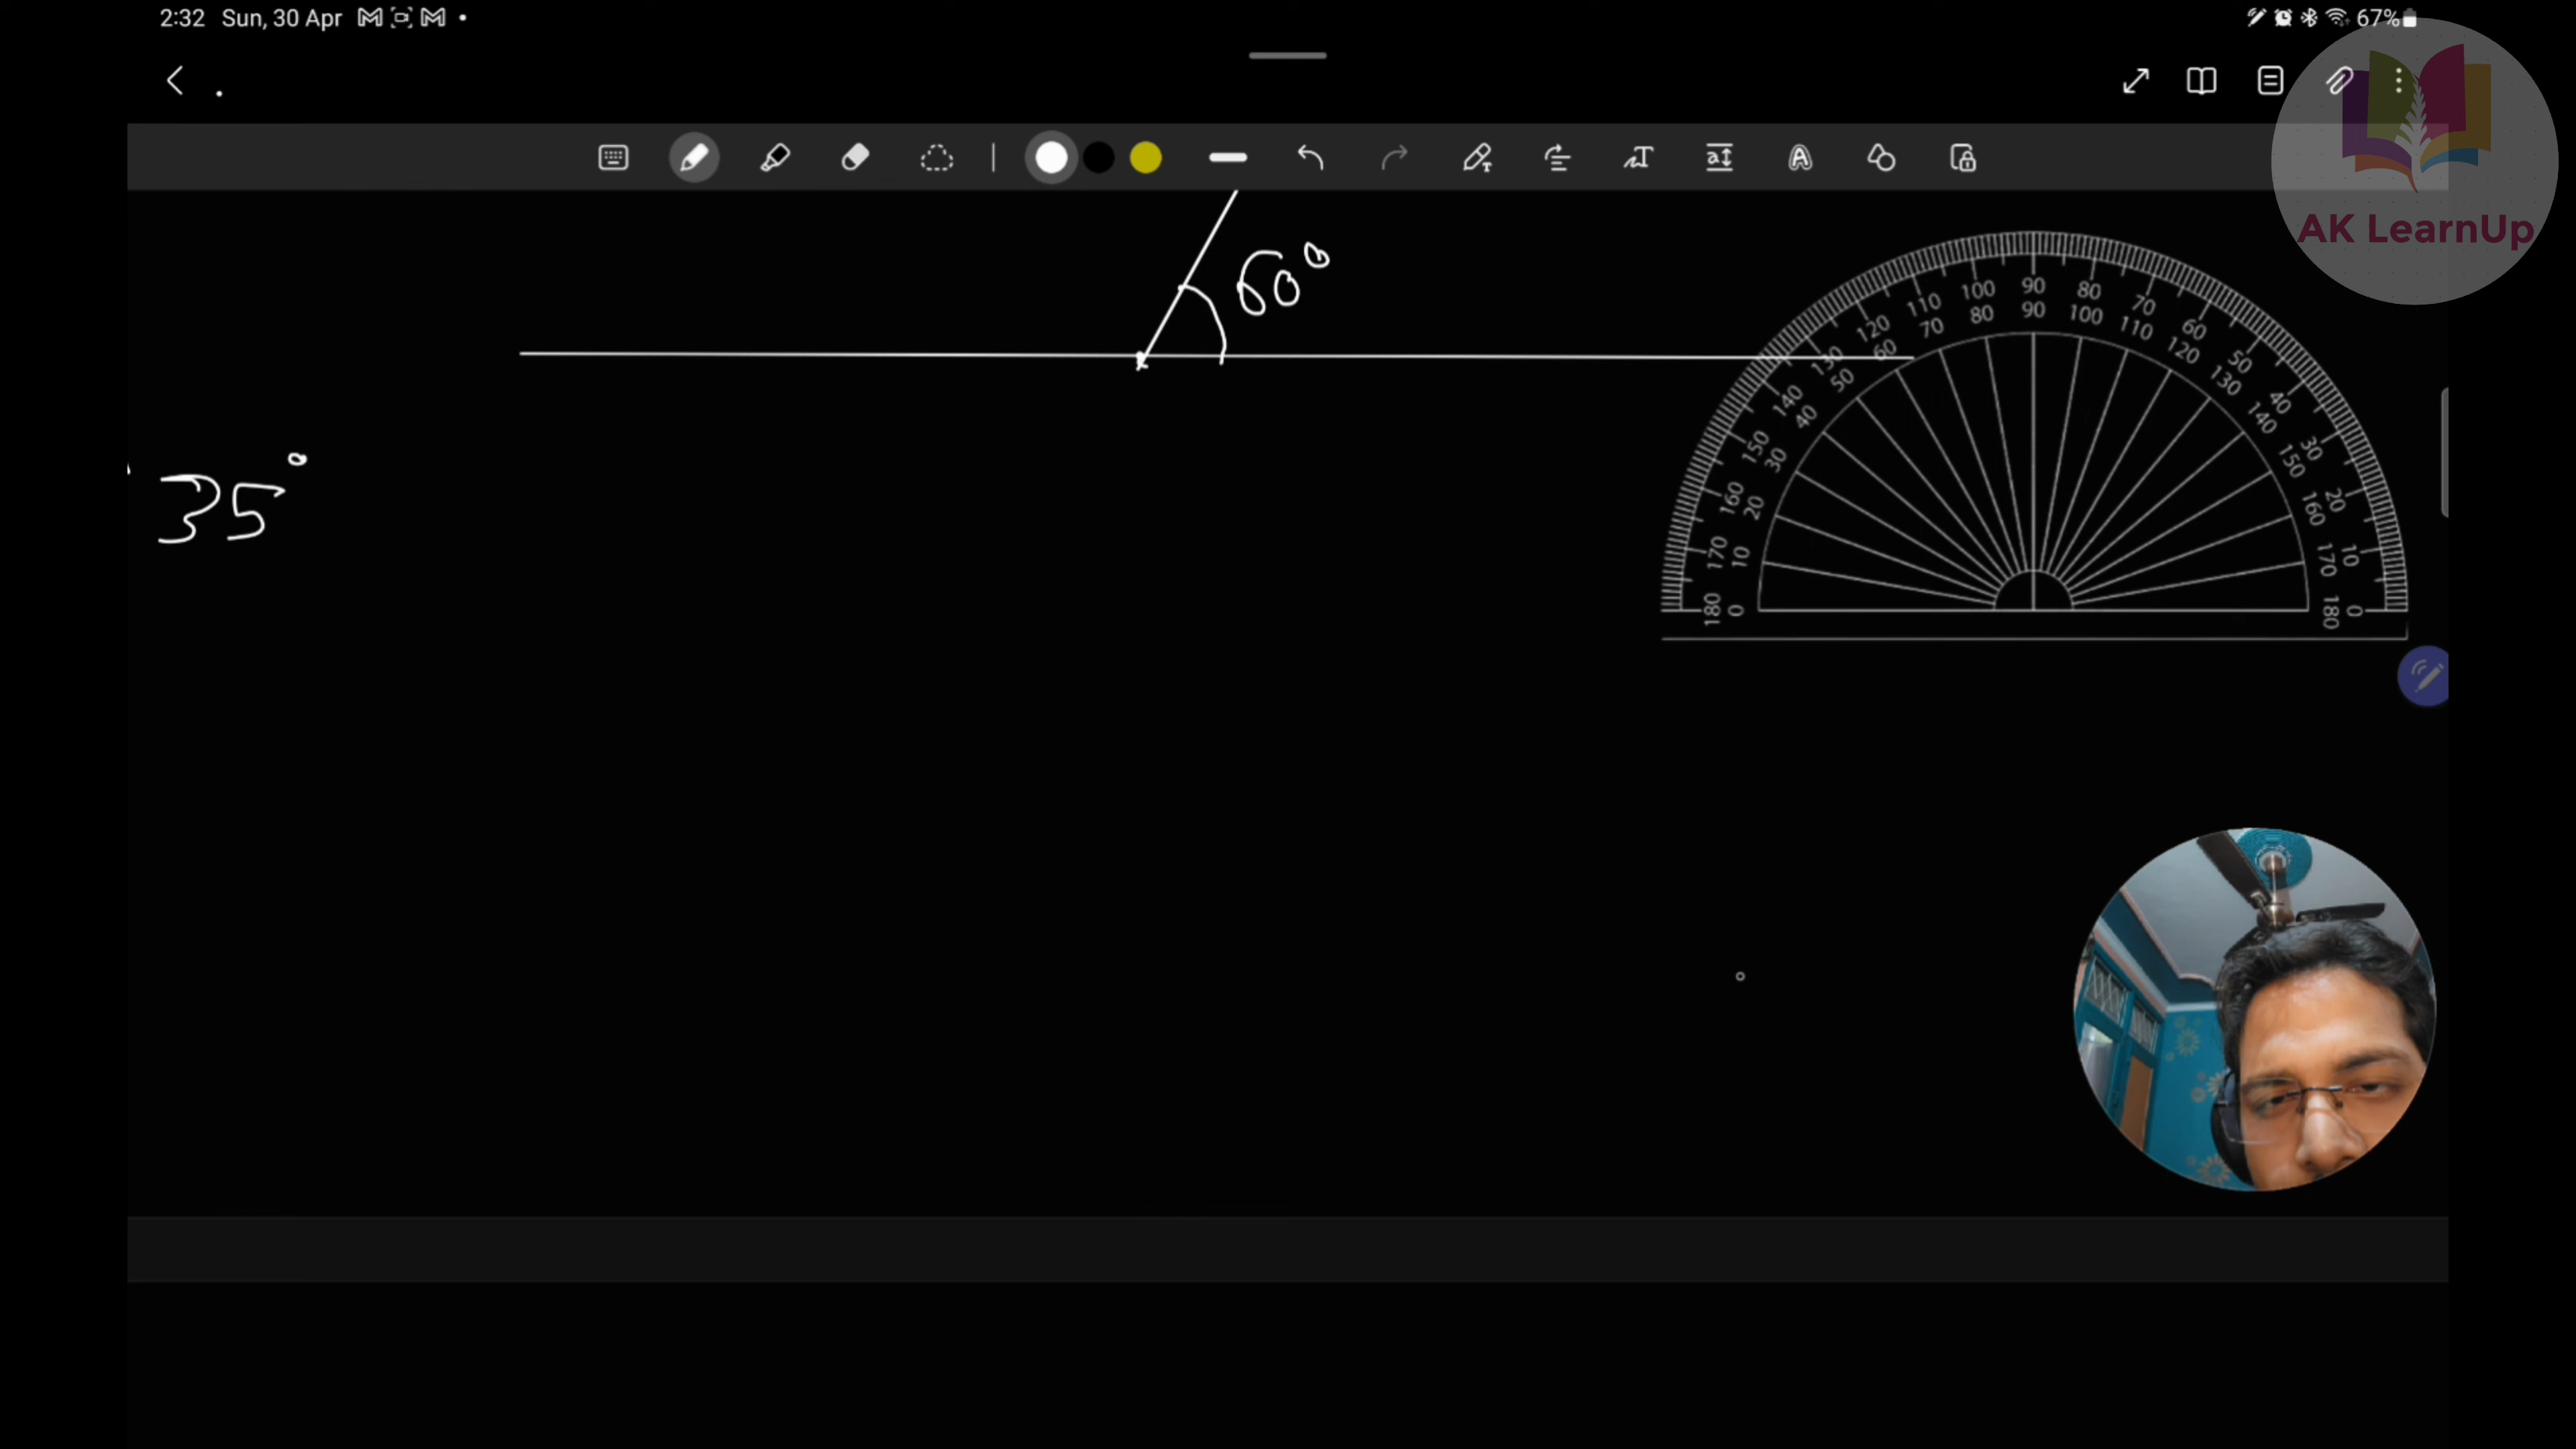 2:32 Sun, 30 Apr
67%
.
AK LearnUp
60°
35°
180 170 160 150 140 130 120 110 100 90 80 70 60 50 40 30 20 10 0
0 10 20 30 40 50 60 70 80 90 100 110 120 130 140 150 160 170 180